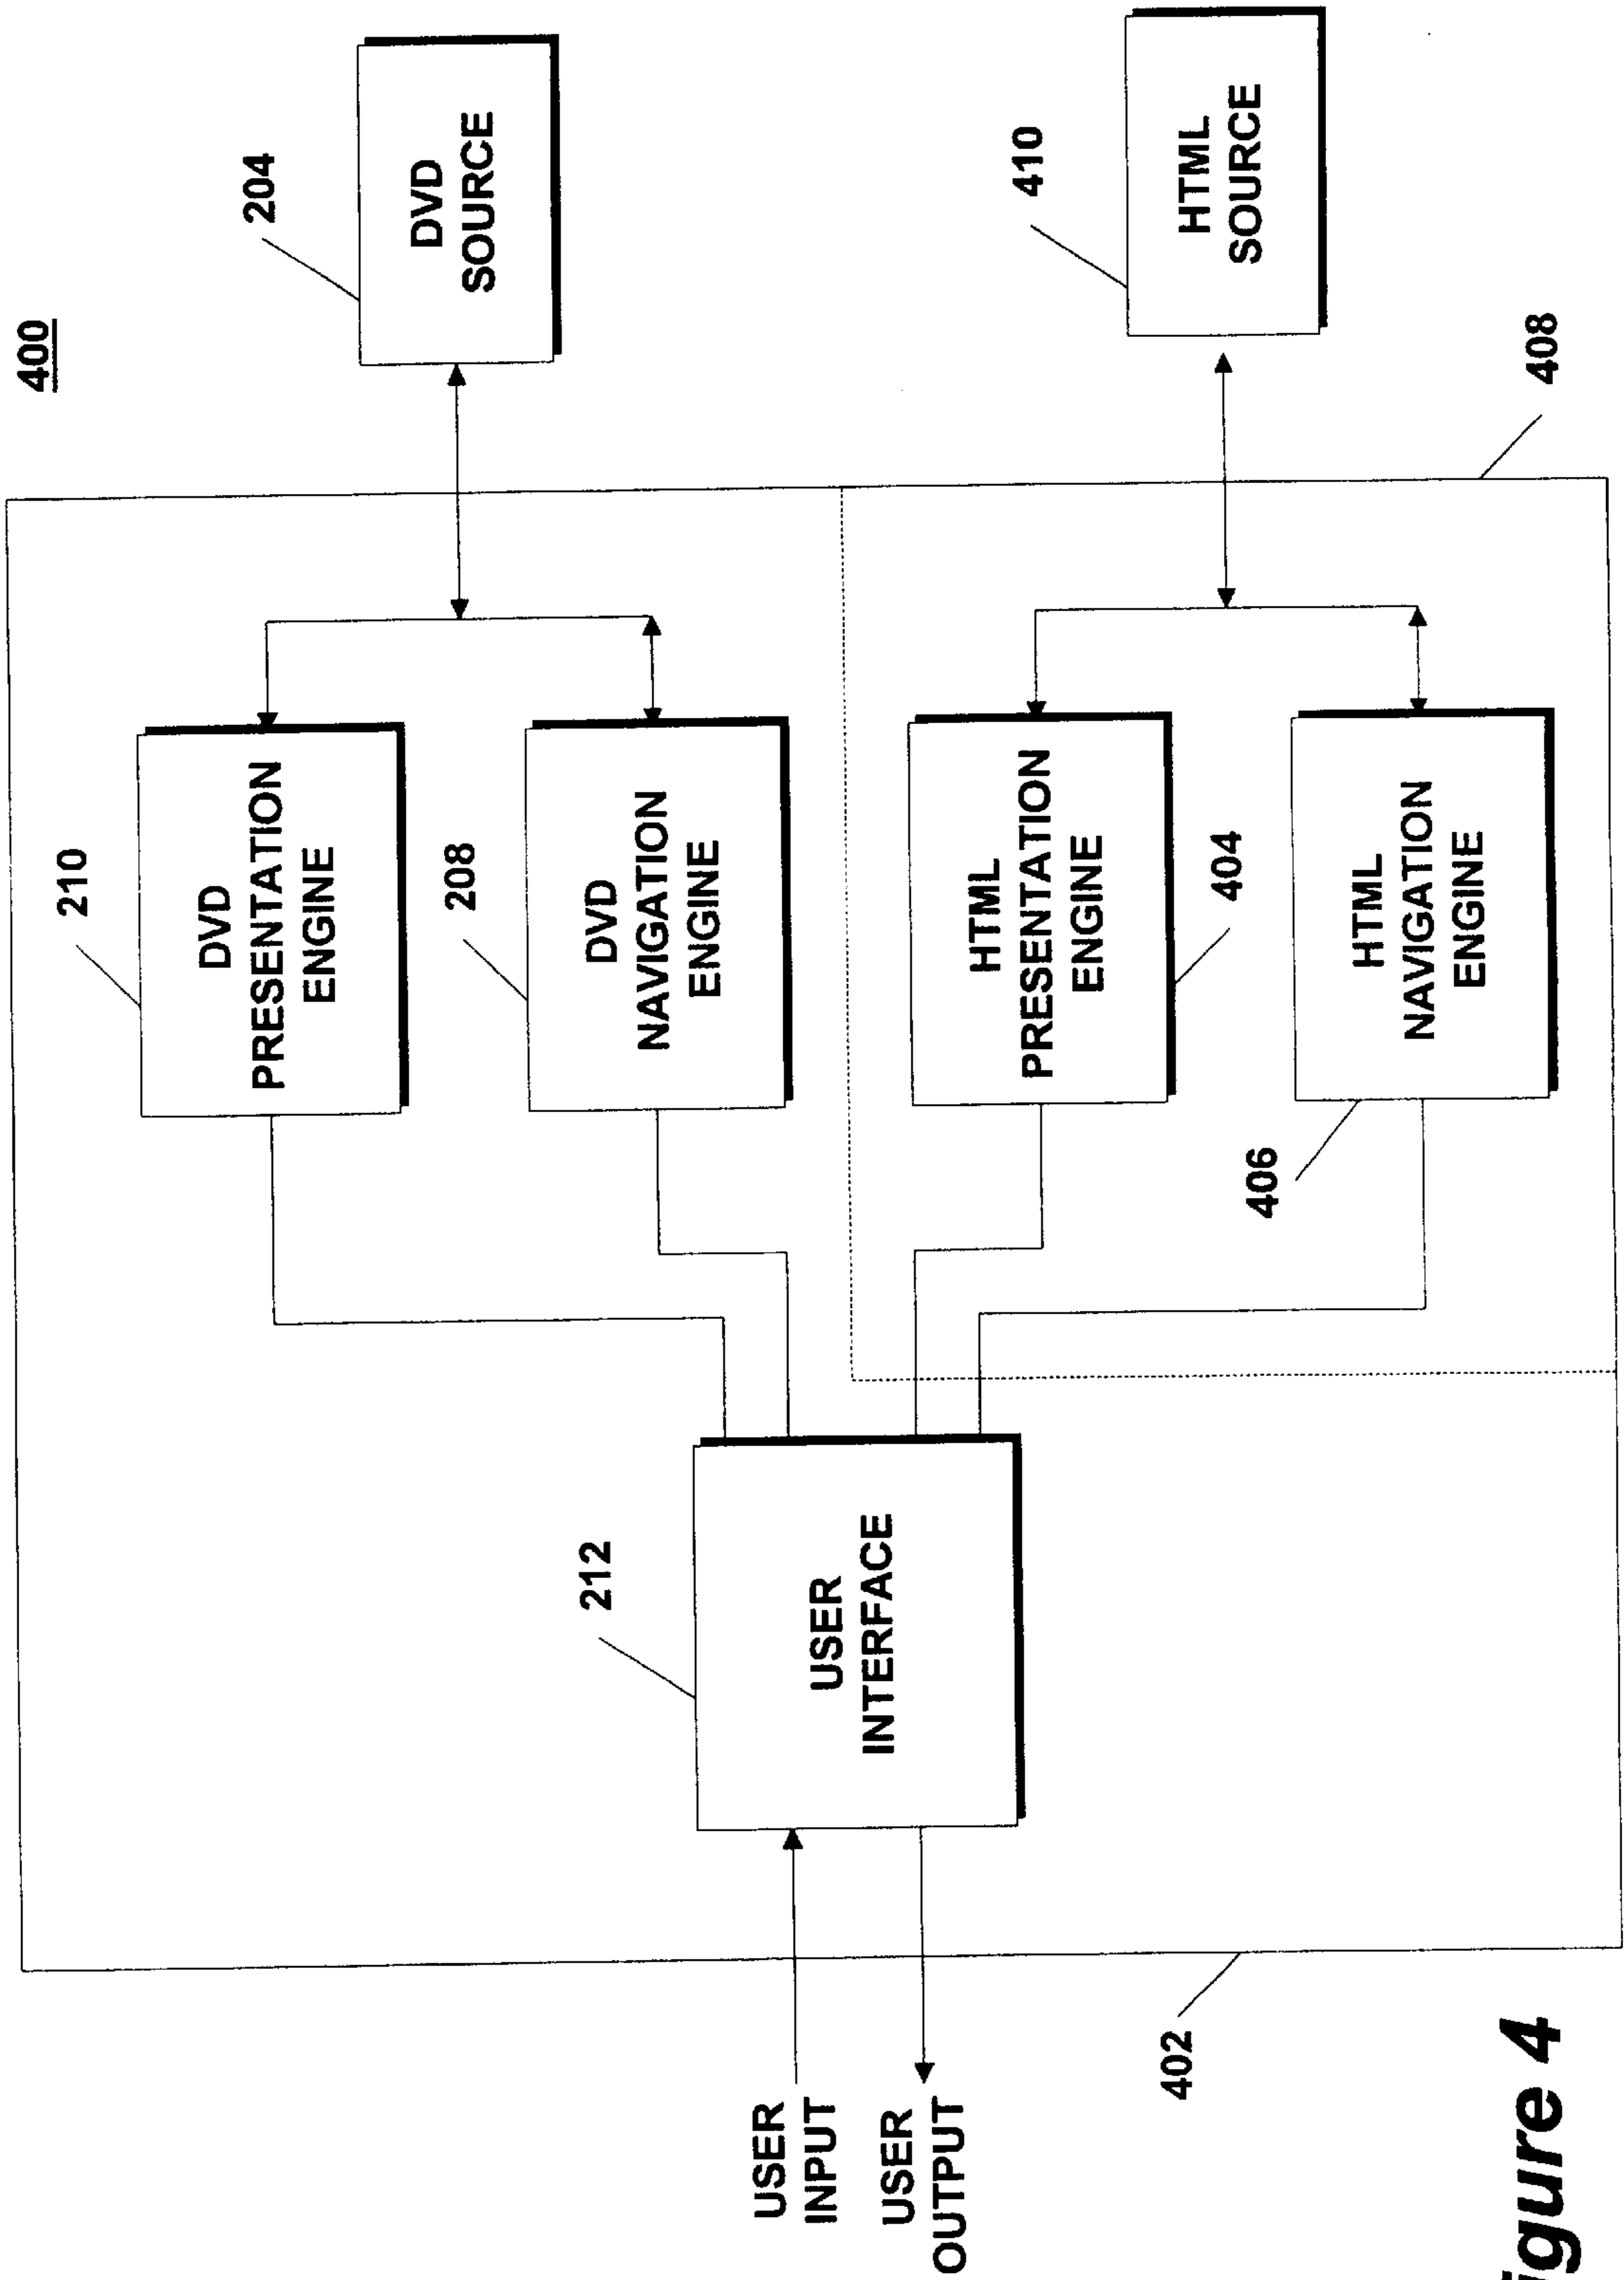 400
210
DVD
PRESENTATION
ENGINE
204
DVD
SOURCE
208
DVD
NAVIGATION
ENGINE
212
USER
INTERFACE
USER
INPUT
USER
OUTPUT
HTML
PRESENTATION
ENGINE
404
410
HTML
SOURCE
406
HTML
NAVIGATION
ENGINE
408
402
igure 4